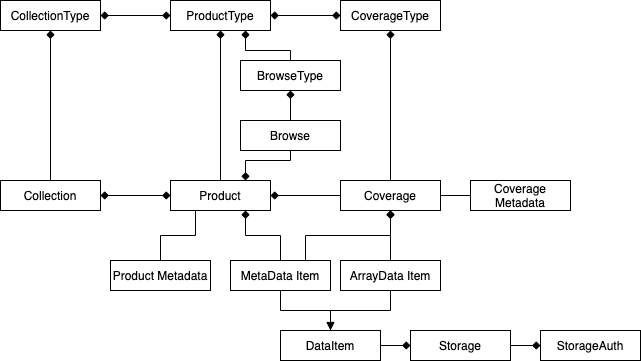 CollectionType
ProductType
CoverageType
BrowseType
Browse
Collection
Product
Coverage
Coverage
Metadata
Product Metadata
MetaData Item
ArrayData Item
DataItem
Storage
StorageAuth